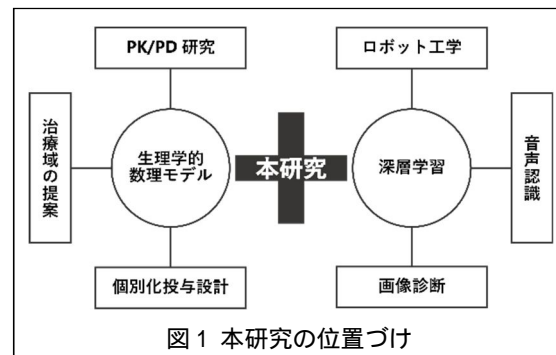 PK/PD 研究
ロボット工学
治療域の提案
生理学的
数理モデル
本研究
深層学習
音声認識
個別化投与設計
画像診断
図1 本研究の位置づけ